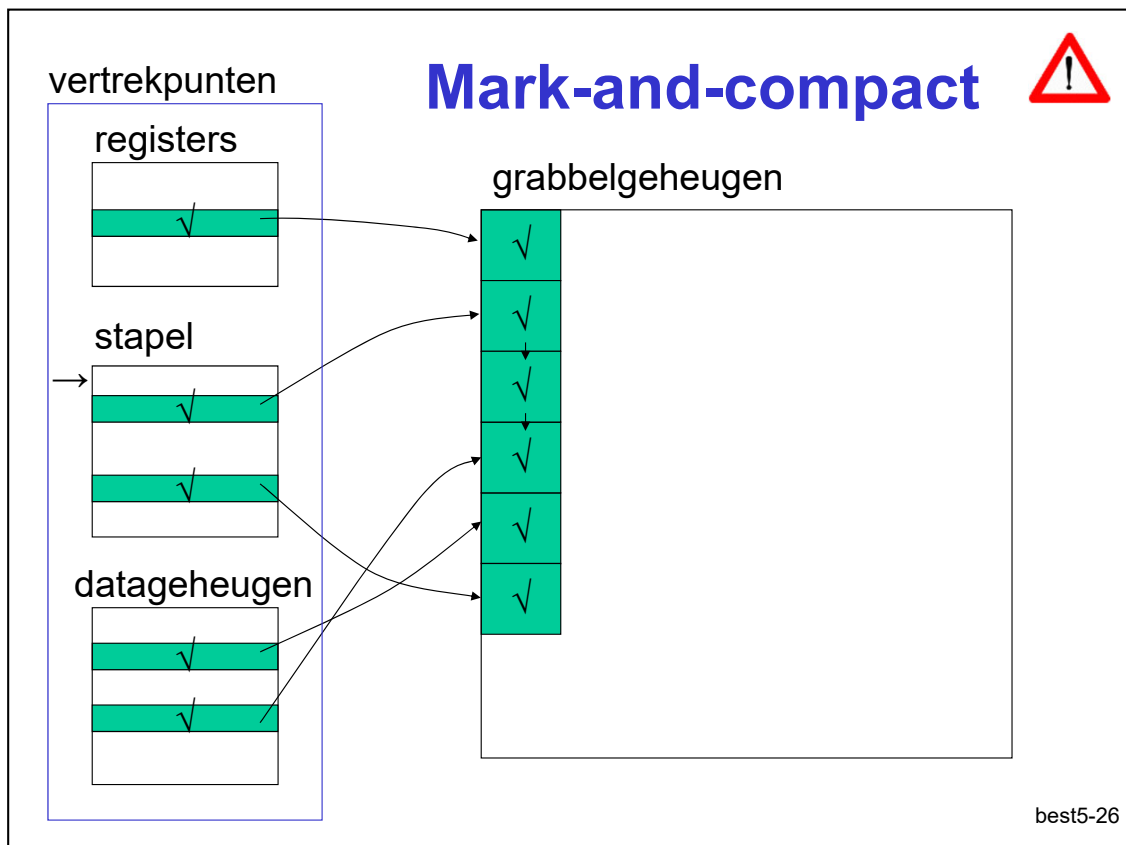 Mark-and-compact
!
vertrekpunten
registers
√
stapel
→
√
√
datageheugen
√
√
grabbelgeheugen
√
√
√
√
√
√
best5-26